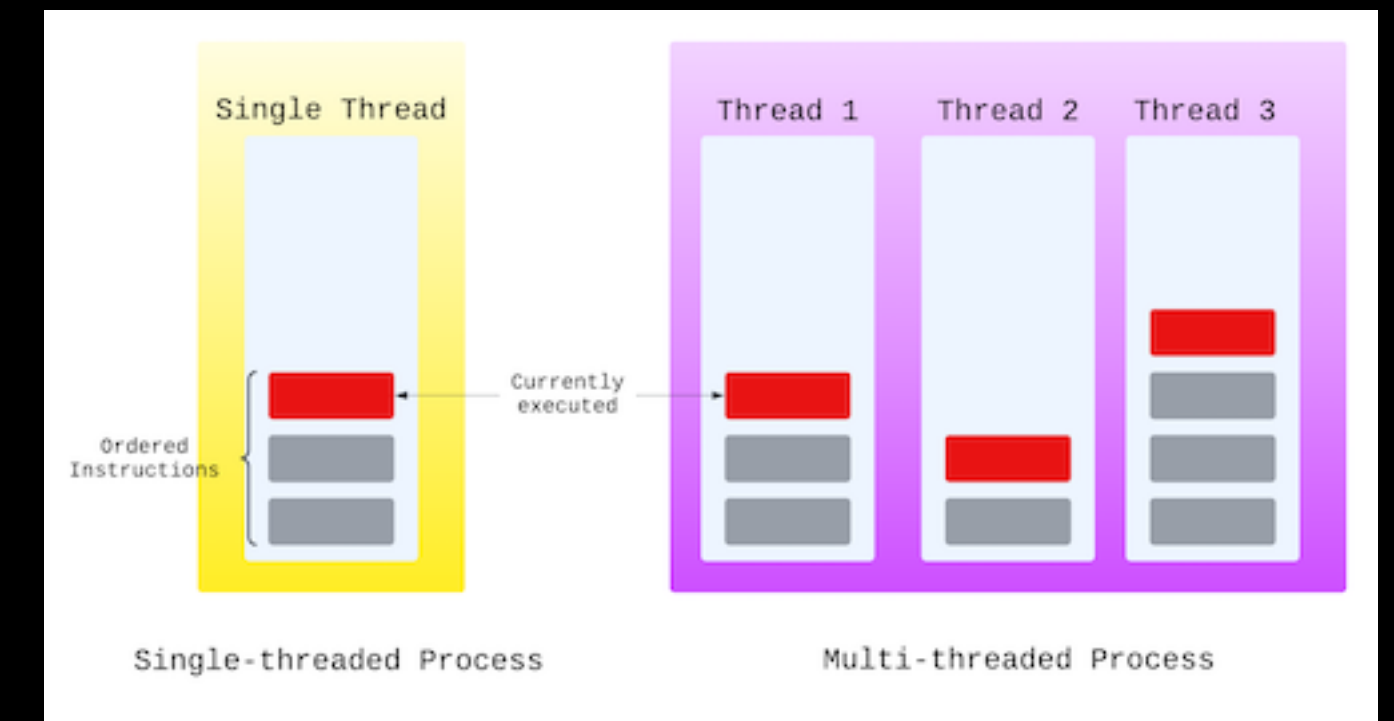 Single Thread
Thread 1
Thread 2
Thread 3
Currently
executed
Ordered
Instructions
Single-threaded Process
Multi-threaded Process